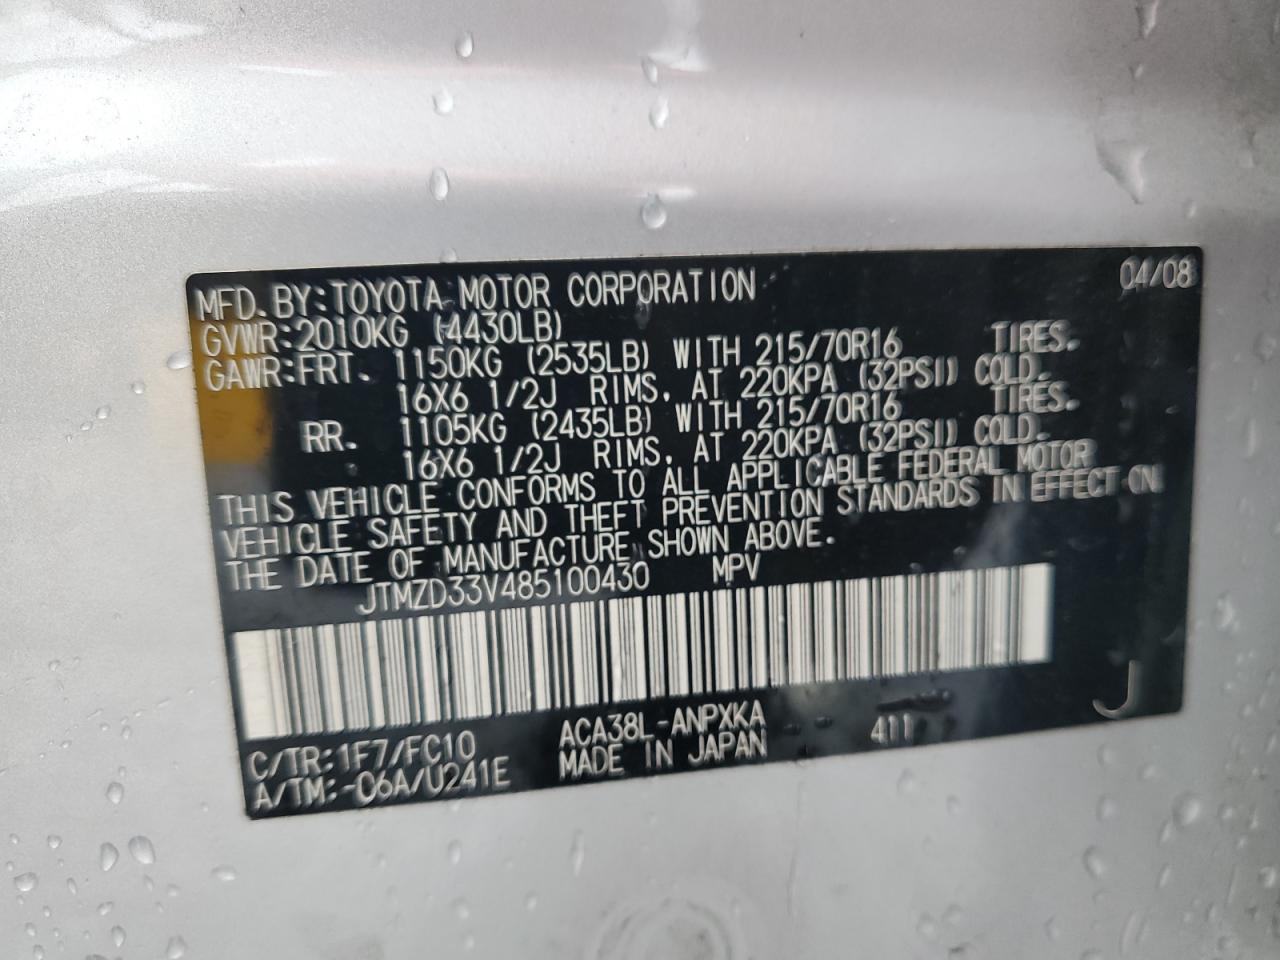 MFD. BY: TOYOTA MOTOR CORPORATION 04/08
GVWR: 2010KG (4430LB)
GAWR: FRT. 1150KG (2535LB) WITH 215/70R16 TIRES.
16X6 1/2J RIMS, AT 220KPA (32PSI) COLD.
RR. 1105KG (2435LB) WITH 215/70R16 TIRES.
16X6 1/2J RIMS, AT 220KPA (32PSI) COLD.
THIS VEHICLE CONFORMS TO ALL APPLICABLE FEDERAL MOTOR
VEHICLE SAFETY AND THEFT PREVENTION STANDARDS IN EFFECT ON
THE DATE OF MANUFACTURE SHOWN ABOVE.
JTMZD33V485100430 MPV
C/TR: 1F7/FC10 ACA38L-ANPXKA 411 J
A/TM: -06A/U241E MADE IN JAPAN